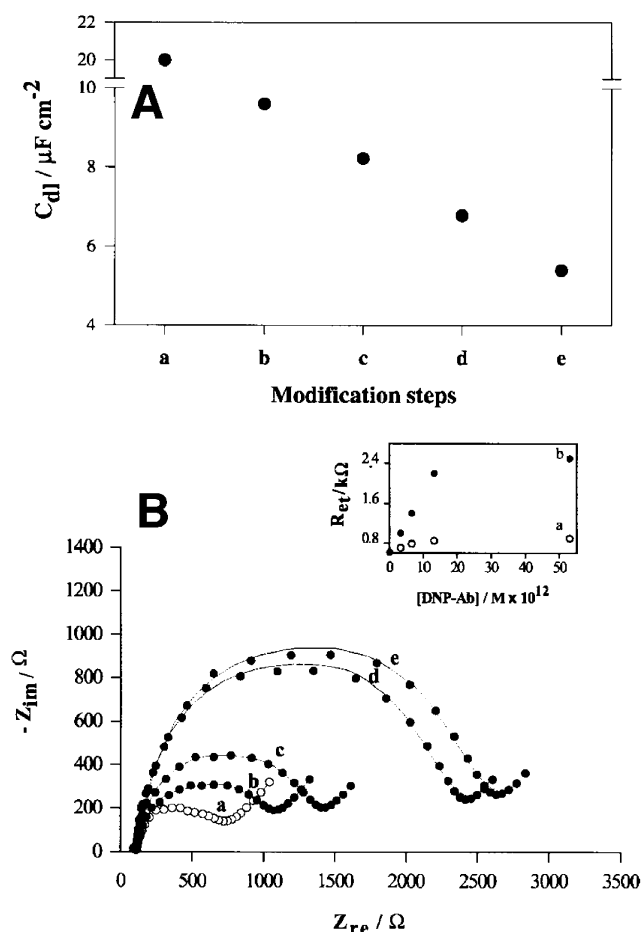 A
C_dl / μF cm^-2
22
20
10
8
6
4
a b c d e
Modification steps
B
R_et/kΩ
2.4
1.6
0.8
b
a
0 10 20 30 40 50
[DNP-Ab] / M x 10^12
-Z_im / Ω
1400
1200
1000
800
600
400
200
0
e
d
c
b
a
0 500 1000 1500 2000 2500 3000 3500
Z_re / Ω